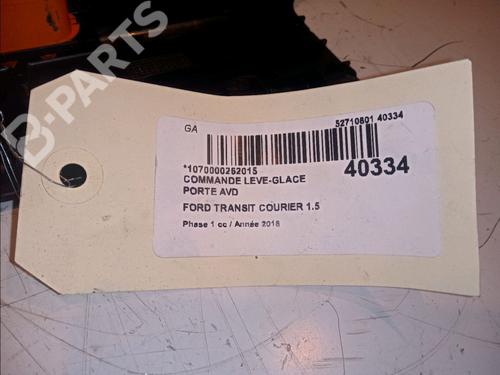 B-PARTS
GA
52710601 40334
*1070000252015
40334
COMMANDE LEVE-GLACE
PORTE AVD
FORD TRANSIT COURIER 1.5
Phase 1 cc / Année 2018